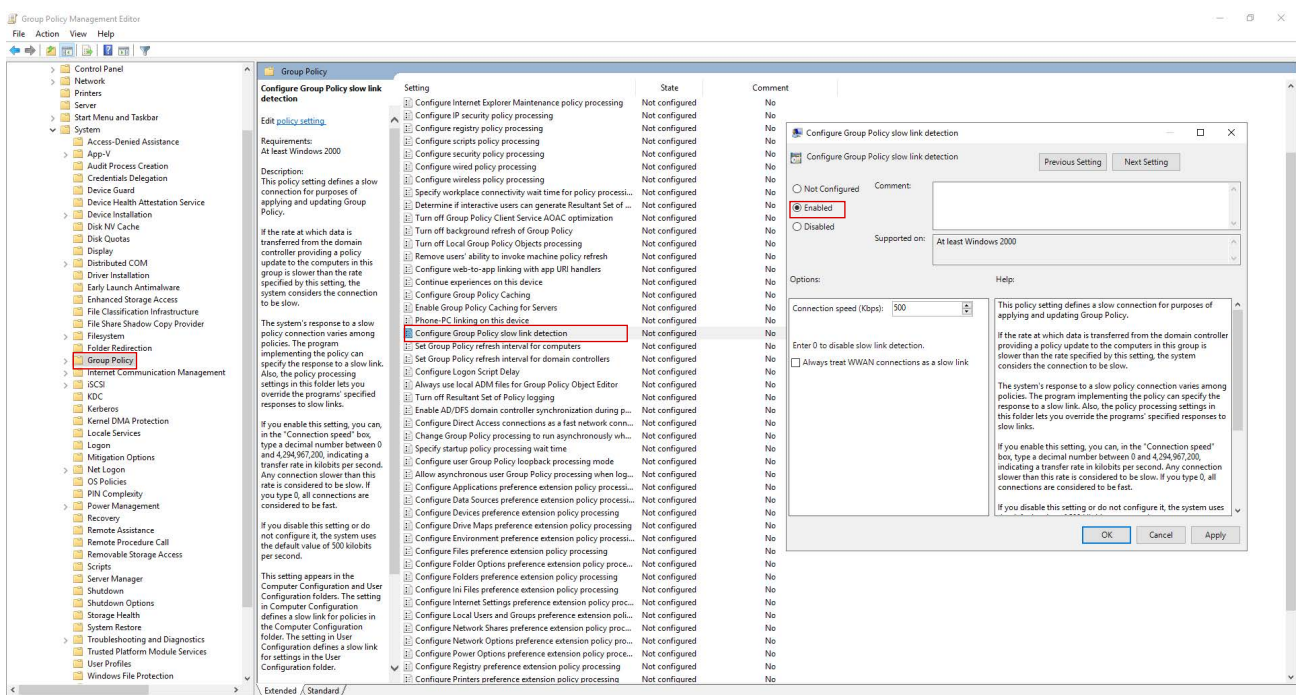 Group Policy Management Editor
File Action View Help
Control Panel
Network
Printers
Server
Start Menu and Taskbar
System
Access-Denied Assistance
App-V
Audit Process Creation
Credentials Delegation
Device Guard
Device Health Attestation Service
Device Installation
Disk NV Cache
Disk Quotas
Display
Distributed COM
Driver Installation
Early Launch Antimalware
Enhanced Storage Access
File Classification Infrastructure
File Share Shadow Copy Provider
Filesystem
Folder Redirection
Group Policy
Internet Communication Management
iSCSI
KDC
Kerberos
Kernel DMA Protection
Locale Services
Logon
Mitigation Options
Net Logon
OS Policies
PIN Complexity
Power Management
Recovery
Remote Assistance
Remote Procedure Call
Removable Storage Access
Scripts
Server Manager
Shutdown
Shutdown Options
Storage Health
System Restore
Troubleshooting and Diagnostics
Trusted Platform Module Services
User Profiles
Windows File Protection
Group Policy
Configure Group Policy slow link
detection
Edit policy setting
Requirements:
At least Windows 2000
Description:
This policy setting defines a slow
connection for purposes of
applying and updating Group
Policy.
If the rate at which data is
transferred from the domain
controller providing a policy
update to the computers in this
group is slower than the rate
specified by this setting, the
system considers the connection
to be slow.
The system's response to a slow
policy connection varies among
policies. The program
implementing the policy can
specify the response to a slow link.
Also, the policy processing
settings in this folder lets you
override the programs' specified
responses to slow links.
If you enable this setting, you can,
in the "Connection speed" box,
type a decimal number between 0
and 4,294,967,200, indicating a
transfer rate in kilobits per second.
Any connection slower than this
rate is considered to be slow. If
you type 0, all connections are
considered to be fast.
If you disable this setting or do
not configure it, the system uses
the default value of 500 kilobits
per second.
This setting appears in the
Computer Configuration and User
Configuration folders. The setting
in Computer Configuration
defines a slow link for policies in
the Computer Configuration
folder. The setting in User
Configuration defines a slow link
for settings in the User
Configuration folder.
Setting State Comment
Configure Internet Explorer Maintenance policy processing Not configured No
Configure IP security policy processing Not configured No
Configure registry policy processing Not configured No
Configure scripts policy processing Not configured No
Configure security policy processing Not configured No
Configure wired policy processing Not configured No
Configure wireless policy processing Not configured No
Specify workplace connectivity wait time for policy processi... Not configured No
Determine if interactive users can generate Resultant Set of ... Not configured No
Turn off Group Policy Client Service AOAC optimization Not configured No
Turn off background refresh of Group Policy Not configured No
Turn off Local Group Policy Objects processing Not configured No
Remove users' ability to invoke machine policy refresh Not configured No
Configure web-to-app linking with app URI handlers Not configured No
Continue experiences on this device Not configured No
Configure Group Policy Caching Not configured No
Enable Group Policy Caching for Servers Not configured No
Phone-PC linking on this device Not configured No
Configure Group Policy slow link detection Not configured No
Set Group Policy refresh interval for computers Not configured No
Set Group Policy refresh interval for domain controllers Not configured No
Configure Logon Script Delay Not configured No
Always use local ADM files for Group Policy Object Editor Not configured No
Turn off Resultant Set of Policy logging Not configured No
Enable AD/DFS domain controller synchronization during p... Not configured No
Configure Direct Access connections as a fast network conn... Not configured No
Change Group Policy processing to run asynchronously wh... Not configured No
Specify startup policy processing wait time Not configured No
Configure user Group Policy loopback processing mode Not configured No
Allow asynchronous user Group Policy processing when log... Not configured No
Configure Applications preference extension policy processi... Not configured No
Configure Data Sources preference extension policy processi... Not configured No
Configure Devices preference extension policy processing Not configured No
Configure Drive Maps preference extension policy processing Not configured No
Configure Environment preference extension policy processi... Not configured No
Configure Files preference extension policy processing Not configured No
Configure Folder Options preference extension policy proce... Not configured No
Configure Folders preference extension policy processing Not configured No
Configure Ini Files preference extension policy processing Not configured No
Configure Internet Settings preference extension policy proc... Not configured No
Configure Local Users and Groups preference extension poli... Not configured No
Configure Network Shares preference extension policy proc... Not configured No
Configure Network Options preference extension policy pro... Not configured No
Configure Power Options preference extension policy proce... Not configured No
Configure Registry preference extension policy processing Not configured No
Configure Printers preference extension policy processing Not configured No
Extended Standard
Configure Group Policy slow link detection
Configure Group Policy slow link detection
Previous Setting Next Setting
Not Configured Comment:
Enabled
Disabled
Supported on: At least Windows 2000
Options: Help:
Connection speed (Kbps): 500
Enter 0 to disable slow link detection.
Always treat WWAN connections as a slow link
This policy setting defines a slow connection for purposes of
applying and updating Group Policy.
If the rate at which data is transferred from the domain controller
providing a policy update to the computers in this group is
slower than the rate specified by this setting, the system
considers the connection to be slow.
The system's response to a slow policy connection varies among
policies. The program implementing the policy can specify the
response to a slow link. Also, the policy processing settings in
this folder lets you override the programs' specified responses to
slow links.
If you enable this setting, you can, in the "Connection speed"
box, type a decimal number between 0 and 4,294,967,200,
indicating a transfer rate in kilobits per second. Any connection
slower than this rate is considered to be slow. If you type 0, all
connections are considered to be fast.
If you disable this setting or do not configure it, the system uses
OK Cancel Apply